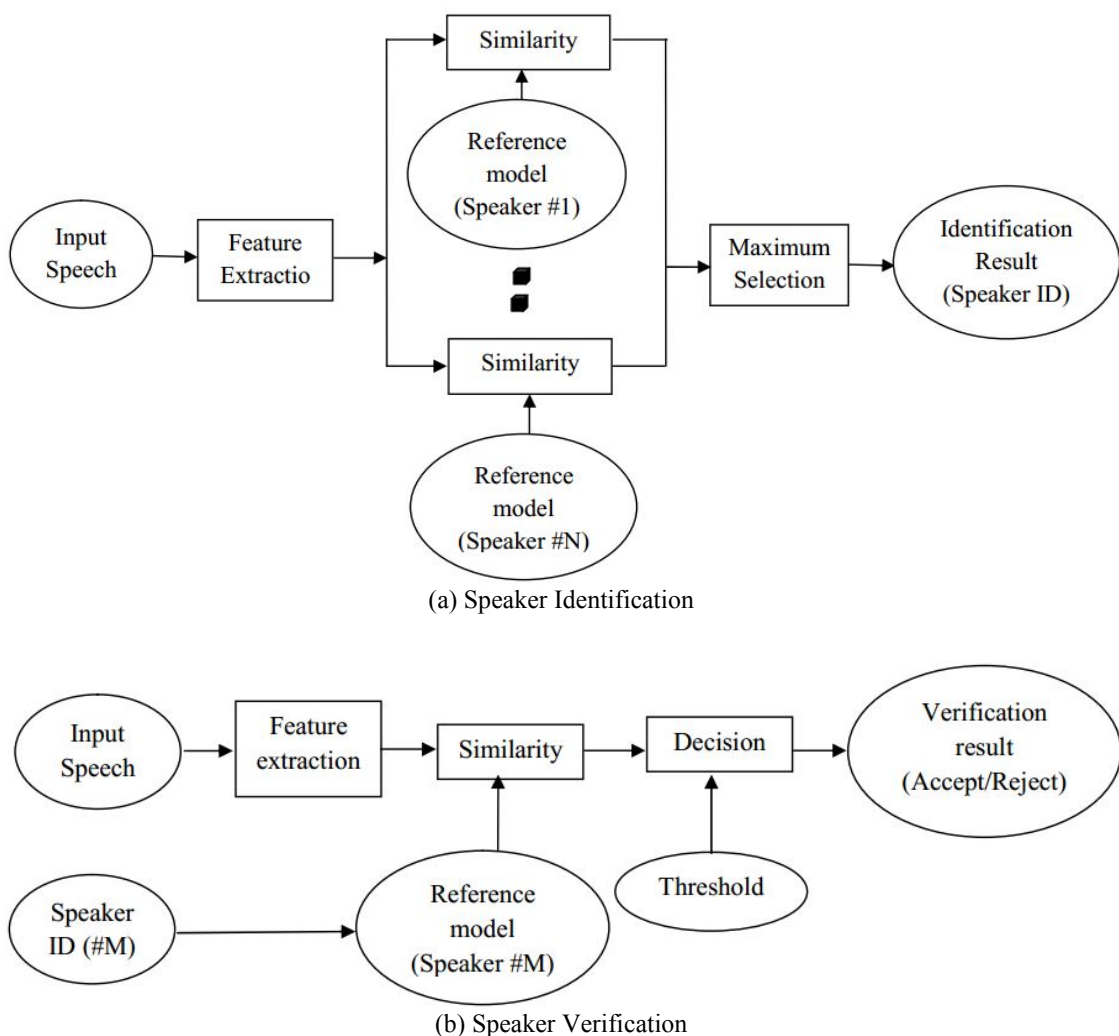 Similarity
Reference
model
(Speaker #1)
Input
Speech
Feature
Extractio
Maximum
Selection
Identification
Result
(Speaker ID)
Similarity
Reference
model
(Speaker #N)
(a) Speaker Identification
Input
Speech
Feature
extraction
Similarity
Decision
Verification
result
(Accept/Reject)
Speaker
ID (#M)
Reference
model
(Speaker #M)
Threshold
(b) Speaker Verification